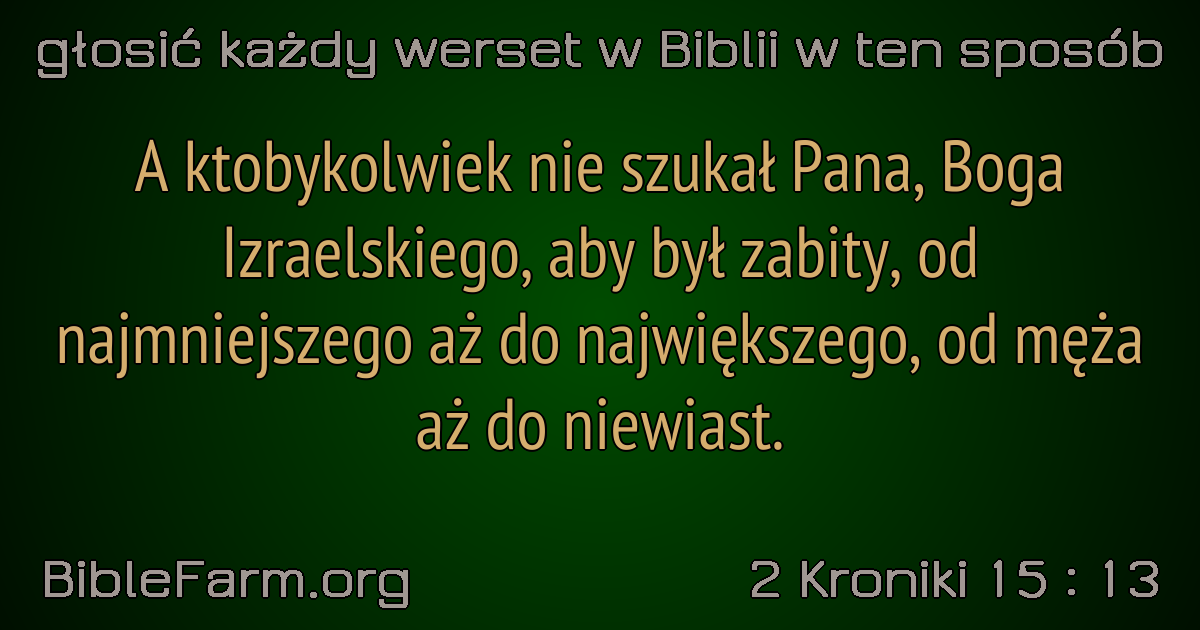 głosić każdy werset w Biblii w ten sposób
A ktobykolwiek nie szukał Pana, Boga
Izraelskiego, aby był zabity, od
najmniejszego aż do największego, od męża
aż do niewiast.
BibleFarm.org
2 Kroniki 15 : 13